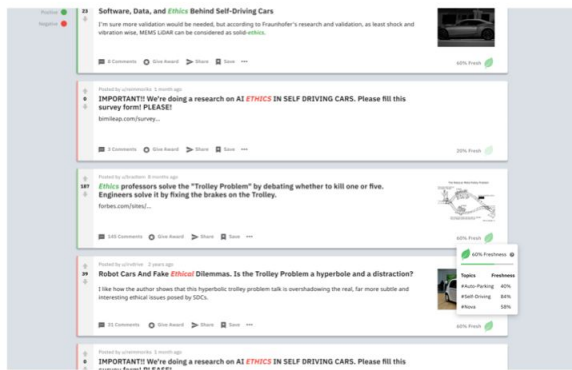 Positive
Negative
23
Software, Data, and Ethics Behind Self-Driving Cars
I'm sure more validation would be needed, but according to Fraunhofer's research and validation, as least shock and
vibration wise, MEMS LiDAR can be considered as solid-ethics.
8 Comments Give Award Share Save
60% Fresh
1 month ago
0
IMPORTANT!! We're doing a research on AI ETHICS IN SELF DRIVING CARS. Please fill this
survey form! PLEASE!
bimileap.com/survey...
3 Comments Give Award Share Save
20% Fresh
8 months ago
187
Ethics professors solve the "Trolley Problem" by debating whether to kill one or five.
Engineers solve it by fixing the brakes on the Trolley.
forbes.com/sites/...
145 Comments Give Award Share Save
60% Fresh
60% Freshness
Topics Freshness
#Auto-Parking 40%
#Self-Driving 84%
#Nova 58%
2 years ago
39
Robot Cars And Fake Ethical Dilemmas. Is the Trolley Problem a hyperbole and a distraction?
I like how the author shows that this hyperbolic trolley problem talk is overshadowing the real, far more subtle and
interesting ethical issues posed by SDCs.
31 Comments Give Award Share Save
60% Fresh
1 month ago
0
IMPORTANT!! We're doing a research on AI ETHICS IN SELF DRIVING CARS. Please fill this
survey form! PLEASE!